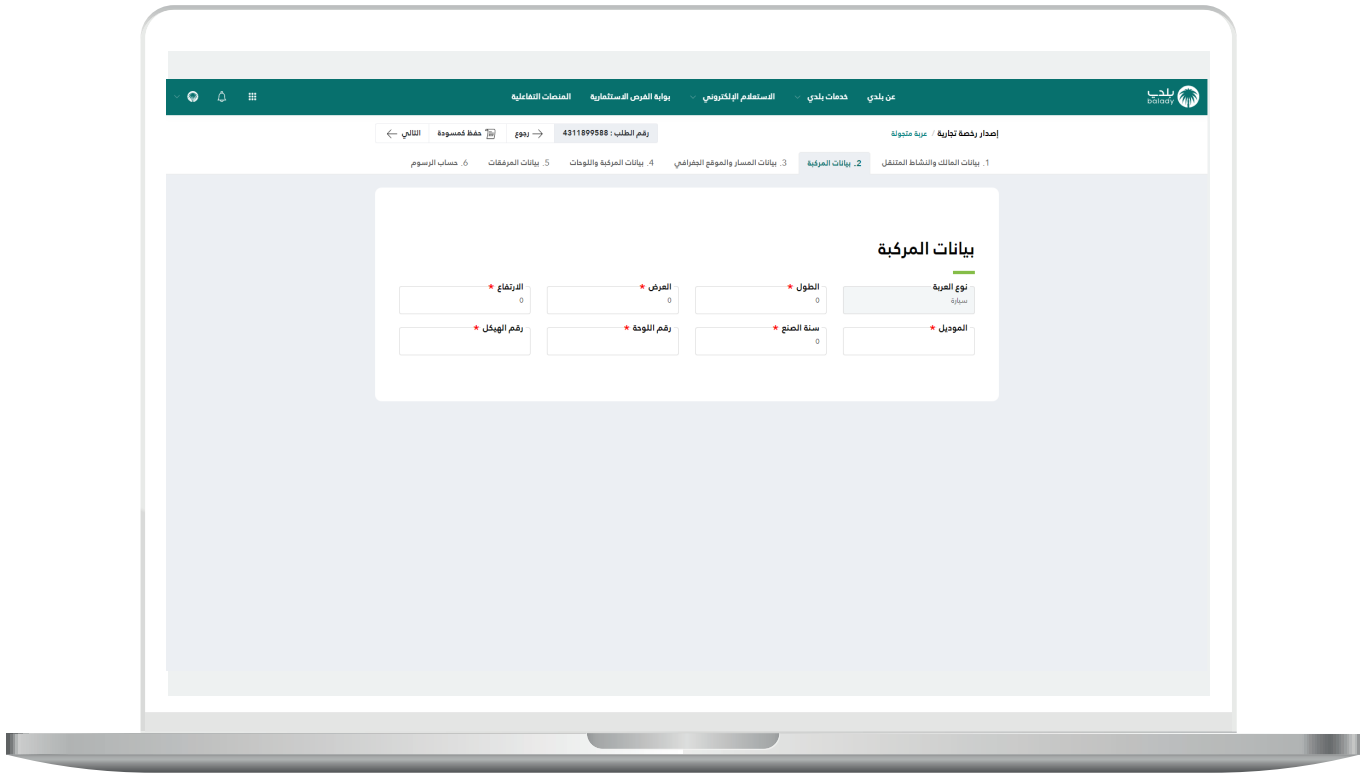 بلدي
balady
عن بلدي خدمات بلدي الاستعلام الإلكتروني بوابة الفرص الاستثمارية المنصات التفاعلية
إصدار رخصة تجارية / عربة متجولة
رقم الطلب : 4311899588 رجوع حفظ كمسودة التالي
1. بيانات المالك والنشاط المتنقل 2. بيانات المركبة 3. بيانات المسار والموقع الجغرافي 4. بيانات المركبة واللوحات 5. بيانات المرفقات 6. حساب الرسوم
بيانات المركبة
نوع العربة الطول * العرض * الارتفاع *
سيارة 0 0 0
الموديل * سنة الصنع * رقم اللوحة * رقم الهيكل *
0